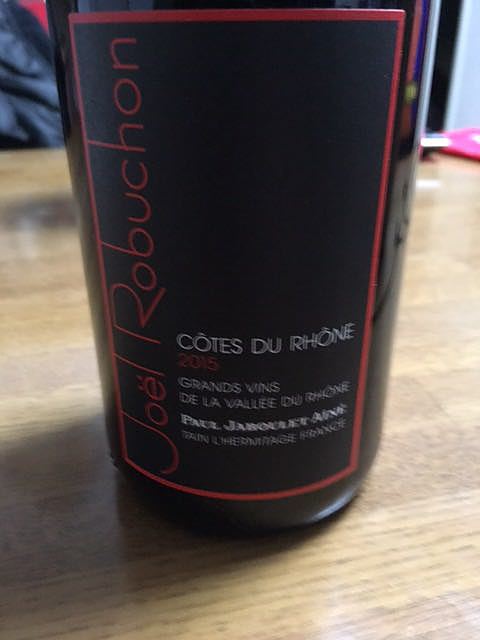 Joël Robuchon
CÔTES DU RHÔNE
2015
GRANDS VINS
DE LA VALLÉE DU RHÔNE
PAUL JABOULET AÎNÉ
TAIN L'HERMITAGE FRANCE